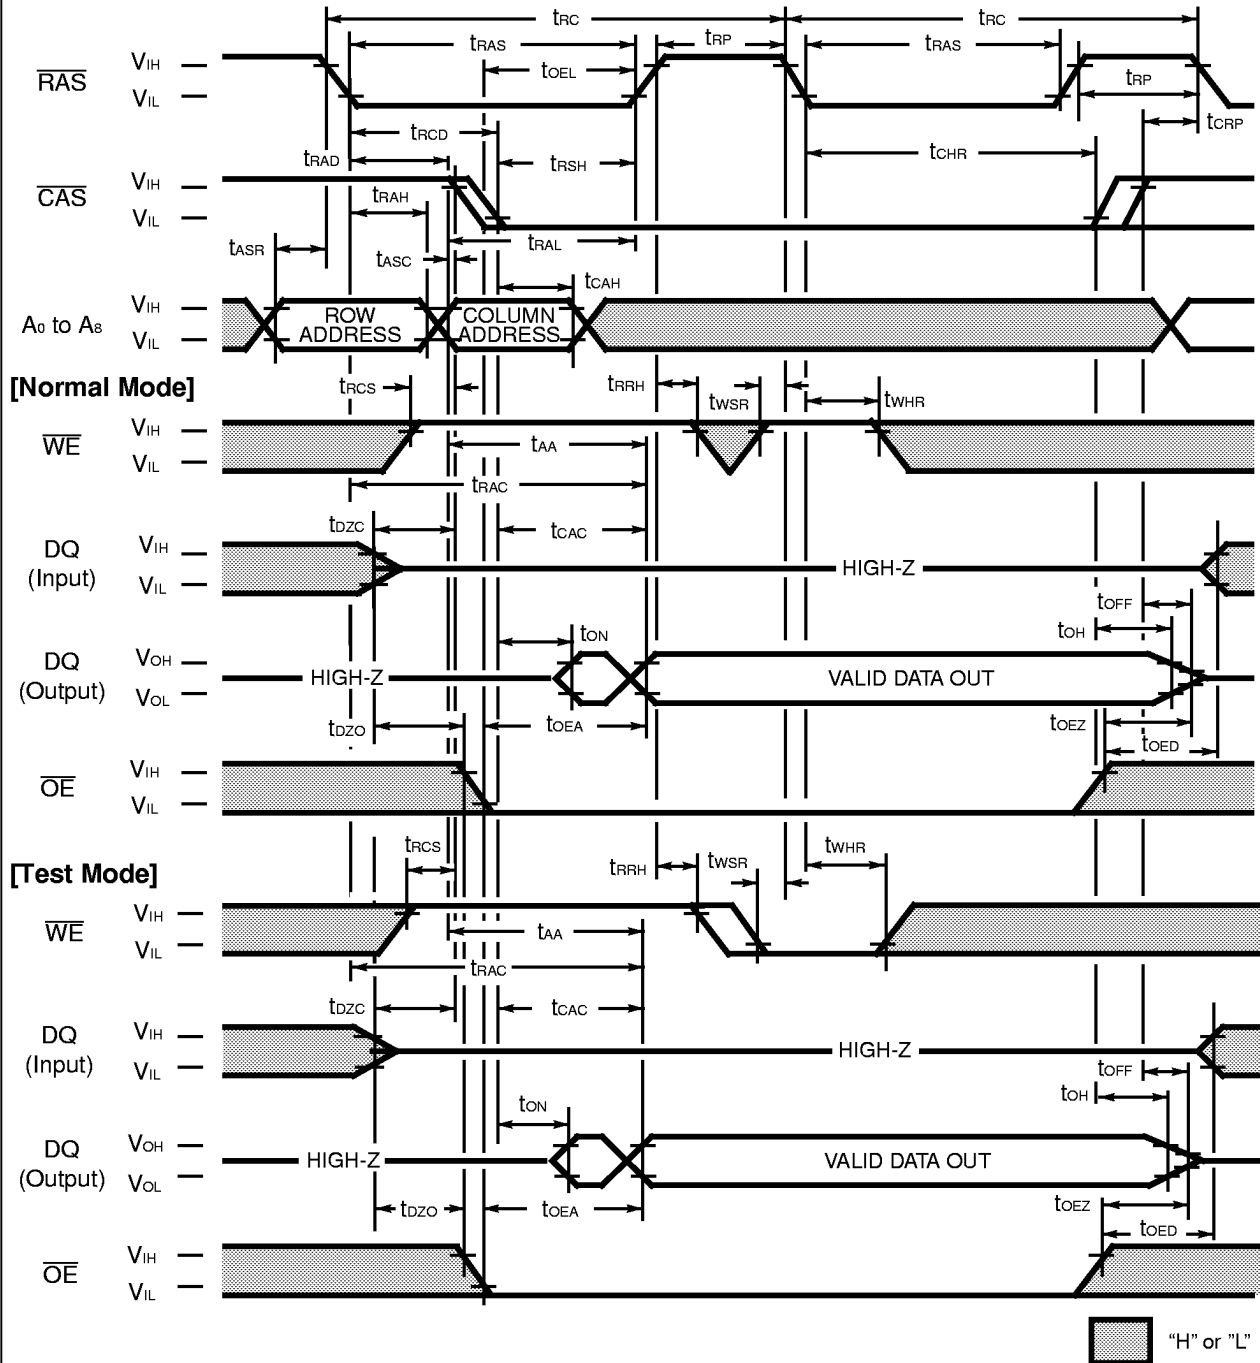 tRC tRC
tRAS tRP tRAS
RAS VIH tOEL tRP
VIL
tRCD tCRP
tRAD tRSH tCHR
CAS VIH
tRAH
VIL
tASR tRAL
tASC
tCAH
A0 to A8 VIH ROW COLUMN
VIL ADDRESS ADDRESS
[Normal Mode] tRCS tRRH tWSR tWHR
WE VIH
tAA
VIL
tRAC
tDZC tCAC
DQ VIH
(Input) HIGH-Z
VIL
tOFF
tON tOH
DQ VOH
(Output) HIGH-Z VALID DATA OUT
VOL
tDZO tOEA tOEZ
tOED
OE VIH
VIL
tRCS tRRH tWSR tWHR
[Test Mode]
WE VIH
tAA
VIL
tRAC
tDZC tCAC
DQ VIH
(Input) HIGH-Z
VIL tOFF
tON tOH
DQ VOH
(Output) HIGH-Z VALID DATA OUT
VOL
tDZO tOEA tOEZ
tOED
OE VIH
VIL
“H” or ”L”